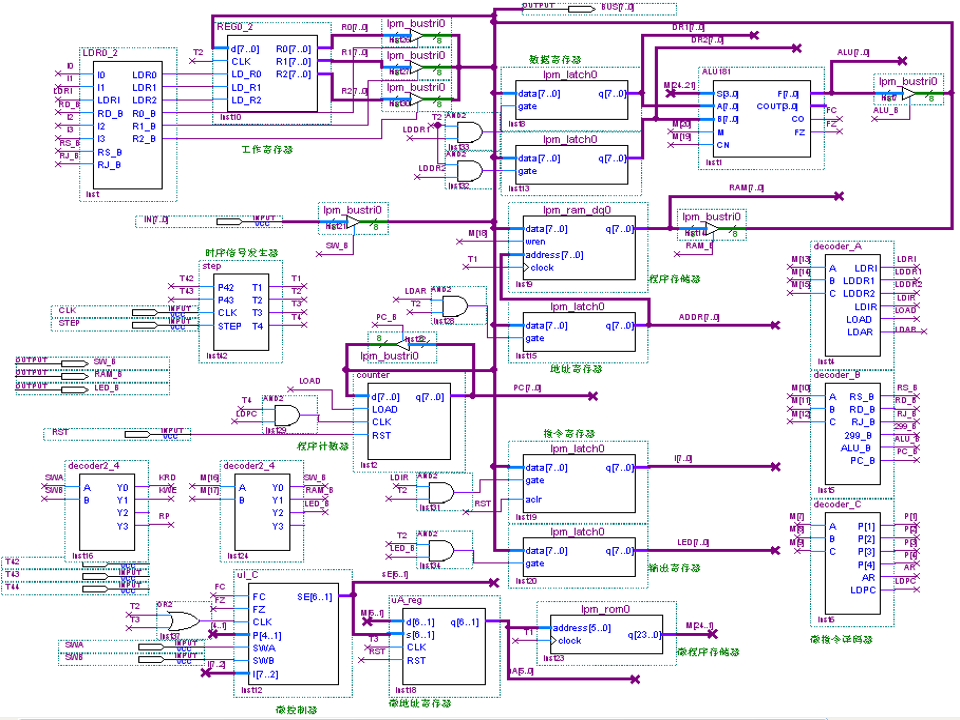 OUTPUT BUS[7..0]
REGD_2
d[7..0] R0[7..0]
CLK R1[7..0]
LD_R0 R2[7..0]
LD_R1
LD_R2
inst10
工作寄存器
T2
R0[7..0]
R1[7..0]
R2[7..0]
lpm_bustri0
8
lpm_bustri0
8
lpm_bustri0
8
LDR0_2
I0 LDR0
I1 LDR1
LDRI LDR2
RD_B R0_B
I2 R1_B
I3 R2_B
RS_B
RJ_B
inst
I0
I1
LDRI
RD_B
I2
I3
RS_B
RJ_B
数据寄存器
lpm_latch0
data[7..0] q[7..0]
gate
inst8
lpm_latch0
data[7..0] q[7..0]
gate
inst13
T2 AND2
LDDR1
inst33
AND2
LDDR2
inst32
DR1[7..0]
DR2[7..0]
ALU181
S[3..0] F[7..0]
A[7..0] COUT[3..0]
B[7..0] CO
M FZ
CN
inst1
M[24..21]
M[20]
M[19]
FC
FZ
ALU[7..0]
lpm_bustri0
8
ALU_B
IN[7..0] INPUT
VCC
lpm_bustri0
8
SW_B
lpm_ram_dq0
data[7..0] q[7..0]
wren
address[7..0]
clock
inst9
程序存储器
M[18]
T1
RAM[7..0]
lpm_bustri0
8
RAM_B
时序信号发生器
step
P42 T1
P43 T2
CLK T3
STEP T4
inst42
T42
T43
T1
T2
T3
T4
CLK INPUT
VCC
STEP INPUT
VCC
OUTPUT SW_B
OUTPUT RAM_B
OUTPUT LED_B
LDAR AND2
T2
inst28
lpm_latch0
data[7..0] q[7..0]
gate
inst15
地址寄存器
ADDR[7..0]
PC_B
8
lpm_bustri0
counter
d[7..0] q[7..0]
LOAD
CLK
RST
inst2
程序计数器
LOAD
T4 AND2
LDPC
inst29
RST INPUT
VCC
PC[7..0]
指令寄存器
lpm_latch0
data[7..0] q[7..0]
gate
aclr
inst19
LDIR AND2
T2
inst31
RST
I[7..0]
lpm_latch0
data[7..0] q[7..0]
gate
inst20
输出寄存器
T2 AND2
LED_B
inst34
LED[7..0]
decoder_A
A LDRI
B LDDR1
C LDDR2
LDIR
LOAD
LDAR
inst4
M[13]
M[14]
M[15]
LDRI
LDDR1
LDDR2
LDIR
LOAD
LDAR
decoder_B
A RS_B
B RD_B
C RJ_B
299_B
ALU_B
PC_B
inst5
M[10]
M[11]
M[12]
RS_B
RD_B
RJ_B
299_B
ALU_B
PC_B
decoder_C
A P[1]
B P[2]
C P[3]
P[4]
AR
LDPC
inst6
M[7]
M[8]
M[9]
P[1]
P[2]
P[3]
P[4]
AR
LDPC
微指令译码器
decoder2_4
A Y0
B Y1
Y2
Y3
inst16
SWA
SWB
KRD
KWE
RP
decoder2_4
A Y0
B Y1
Y2
Y3
inst24
M[16]
M[17]
SW_B
RAM_B
LED_B
T42 INPUT
VCC
T43 INPUT
VCC
T44 INPUT
VCC
uI_C
FC SE[6..1]
FZ
CLK
P[4..1]
SWA
SWB
I[7..2]
inst12
微控制器
FC
FZ
T2 OR2
T3
inst37
SWA INPUT
VCC
SWB INPUT
VCC
I[7..2]
SE[6..1]
uA_reg
d[6..1] q[6..1]
s[6..1]
CLK
RST
inst18
微地址寄存器
M[6..1]
T3
RST
lpm_rom0
address[5..0]
clock q[23..0]
inst23
T1
微程序存储器
M[24..1]